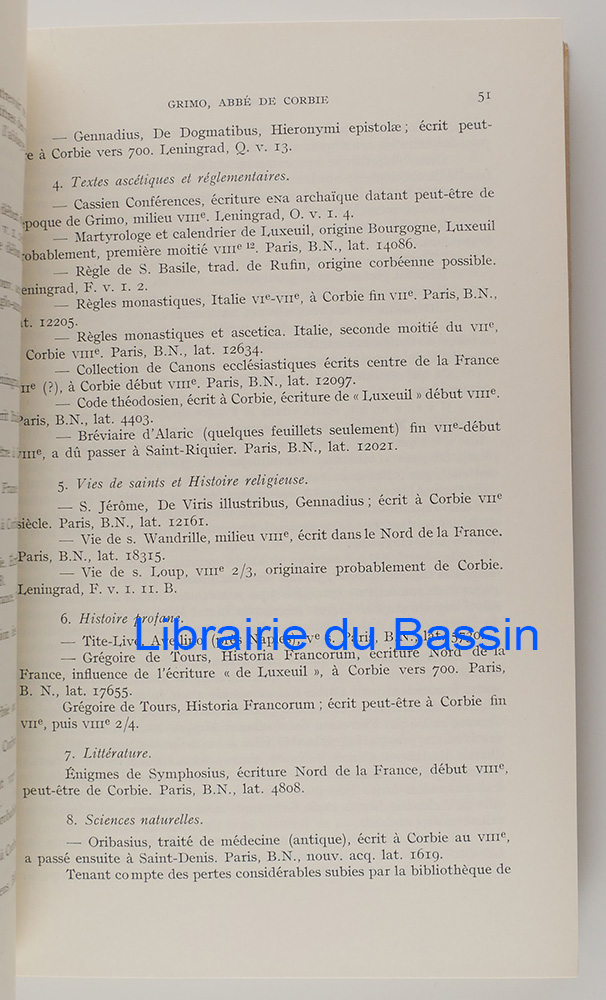 GRIMO, ABBÉ DE CORBIE 51
— Gennadius, De Dogmatibus, Hieronymi epistolæ ; écrit peut-
e à Corbie vers 700. Leningrad, Q. v. 13.
4. Textes ascétiques et réglementaires.
— Cassien Conférences, écriture ena archaïque datant peut-être de
poque de Grimo, milieu VIIIe. Leningrad, O. v. I. 4.
— Martyrologe et calendrier de Luxeuil, origine Bourgogne, Luxeuil
obablement, première moitié VIIIe 12. Paris, B.N., lat. 14086.
— Règle de S. Basile, trad. de Rufin, origine corbéenne possible.
eningrad, F. v. I. 2.
— Règles monastiques, Italie VIe-VIIe, à Corbie fin VIIe. Paris, B.N.,
t. 12205.
— Règles monastiques et ascetica. Italie, seconde moitié du VIIe,
Corbie VIIIe. Paris, B.N., lat. 12634.
— Collection de Canons ecclésiastiques écrits centre de la France
IIe (?), à Corbie début VIIIe. Paris, B.N., lat. 12097.
— Code théodosien, écrit à Corbie, écriture de « Luxeuil » début VIIIe.
Paris, B.N., lat. 4403.
— Bréviaire d'Alaric (quelques feuillets seulement) fin VIIe-début
VIIIe, a dû passer à Saint-Riquier. Paris, B.N., lat. 12021.
5. Vies de saints et Histoire religieuse.
— S. Jérôme, De Viris illustribus, Gennadius ; écrit à Corbie VIIe
siècle. Paris, B.N., lat. 12161.
— Vie de s. Wandrille, milieu VIIIe, écrit dans le Nord de la France.
Paris, B.N., lat. 18315.
— Vie de s. Loup, VIIIe 2/3, originaire probablement de Corbie.
Leningrad, F. v. I. II. B.
6. Histoire profane.
— Tite-Live, Avellino (près Naples), Ve s. Paris, B.N., lat. 5730.
Librairie du Bassin
— Grégoire de Tours, Historia Francorum, écriture Nord de la
France, influence de l'écriture « de Luxeuil », à Corbie vers 700. Paris,
B. N., lat. 17655.
Grégoire de Tours, Historia Francorum ; écrit peut-être à Corbie fin
VIIe, puis VIIIe 2/4.
7. Littérature.
Énigmes de Symphosius, écriture Nord de la France, début VIIIe,
peut-être de Corbie. Paris, B.N., lat. 4808.
8. Sciences naturelles.
— Oribasius, traité de médecine (antique), écrit à Corbie au VIIIe,
a passé ensuite à Saint-Denis. Paris, B.N., nouv. acq. lat. 1619.
Tenant compte des pertes considérables subies par la bibliothèque de